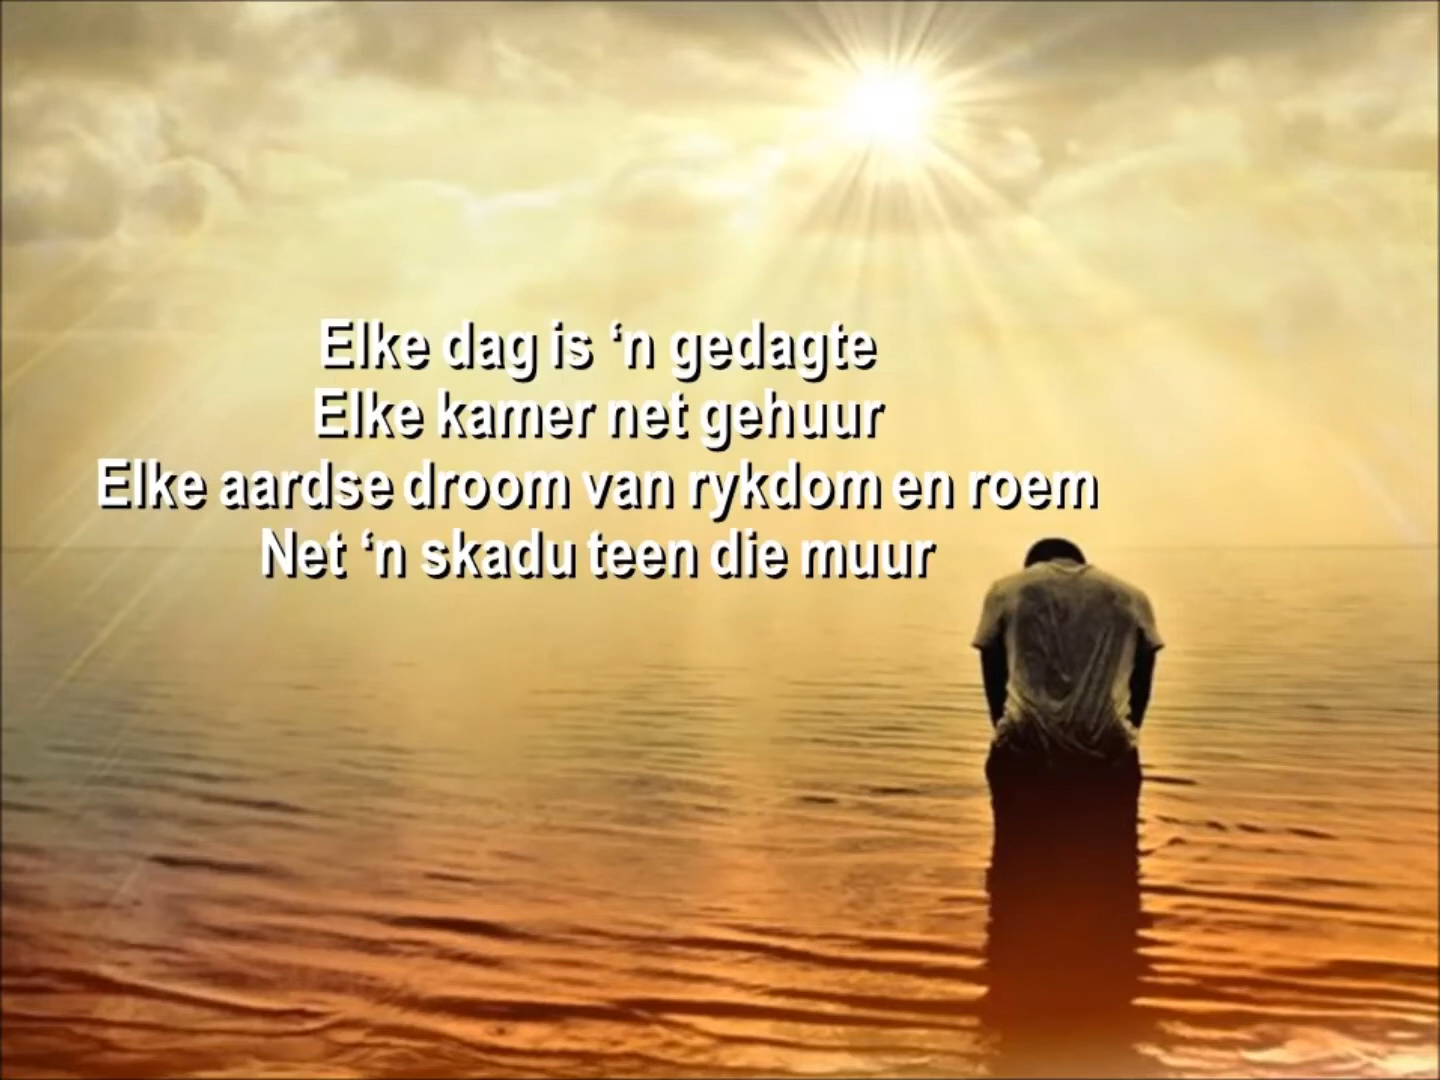 Elke dag is ‘n gedagte
Elke kamer net gehuur
Elke aardse droom van rykdom en roem
Net ‘n skadu teen die muur